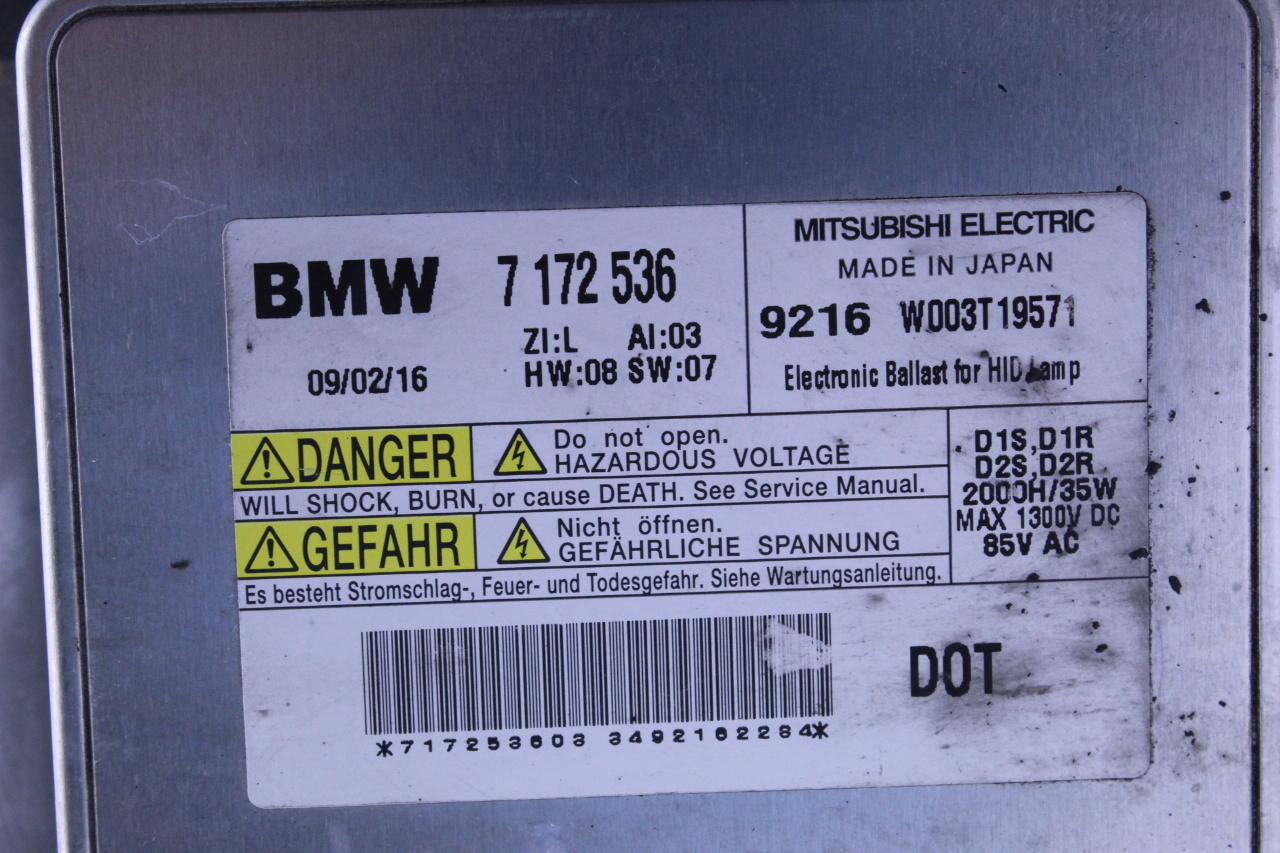 BMW 7 172 536
ZI:L AI:03
09/02/16 HW:08 SW:07
MITSUBISHI ELECTRIC
MADE IN JAPAN
9216 W003T19571
Electronic Ballast for HID Lamp
DANGER
Do not open.
HAZARDOUS VOLTAGE
WILL SHOCK, BURN, or cause DEATH. See Service Manual.
GEFAHR
Nicht öffnen.
GEFÄHRLICHE SPANNUNG
Es besteht Stromschlag-, Feuer- und Todesgefahr. Siehe Wartungsanleitung.
D1S,D1R
D2S,D2R
2000H/35W
MAX 1300V DC
85V AC
*717253603 3492162284*
DOT